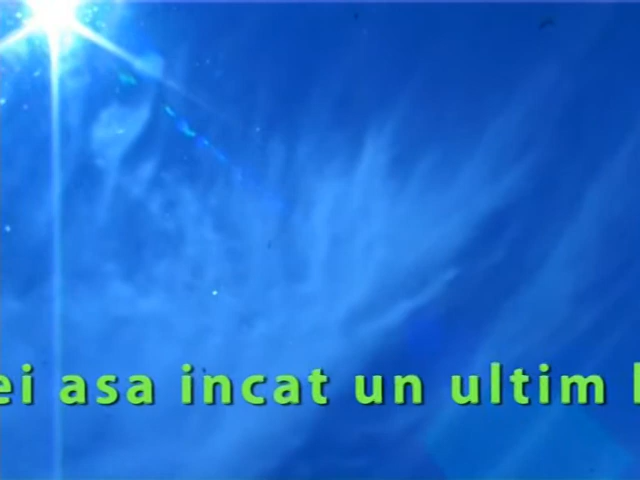 ei asa incat un ultim